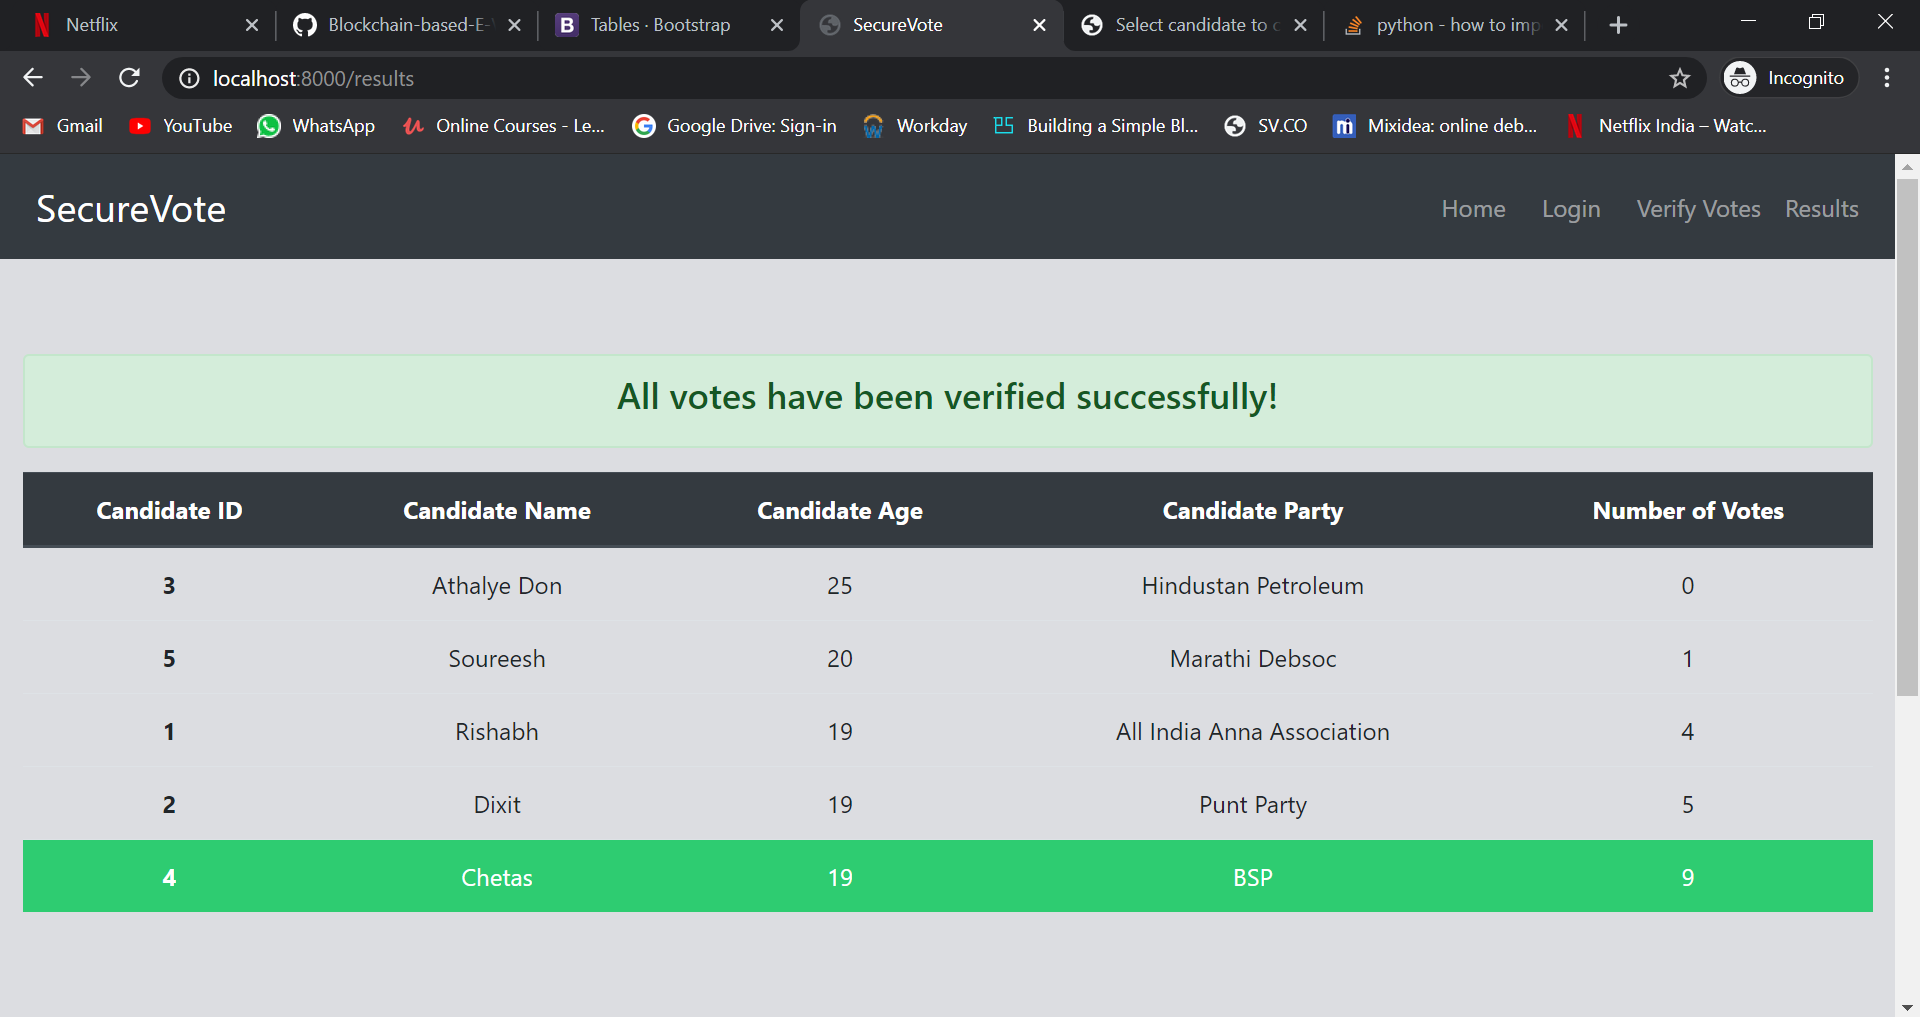 Netflix Blockchain-based-E- Tables · Bootstrap SecureVote Select candidate to python - how to imp
localhost:8000/results Incognito
Gmail YouTube WhatsApp Online Courses - Le... Google Drive: Sign-in Workday Building a Simple Bl... SV.CO Mixidea: online deb... Netflix India – Watc...
SecureVote Home Login Verify Votes Results
All votes have been verified successfully!
Candidate ID Candidate Name Candidate Age Candidate Party Number of Votes
3 Athalye Don 25 Hindustan Petroleum 0
5 Soureesh 20 Marathi Debsoc 1
1 Rishabh 19 All India Anna Association 4
2 Dixit 19 Punt Party 5
4 Chetas 19 BSP 9